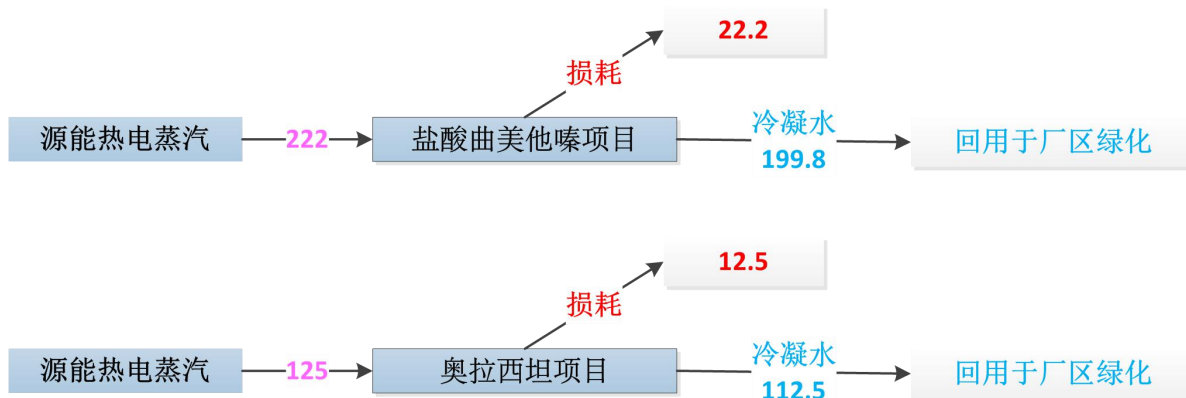 22.2
损耗
源能热电蒸汽 222 盐酸曲美他嗪项目 冷凝水 回用于厂区绿化
199.8
12.5
损耗
源能热电蒸汽 125 奥拉西坦项目 冷凝水 回用于厂区绿化
112.5